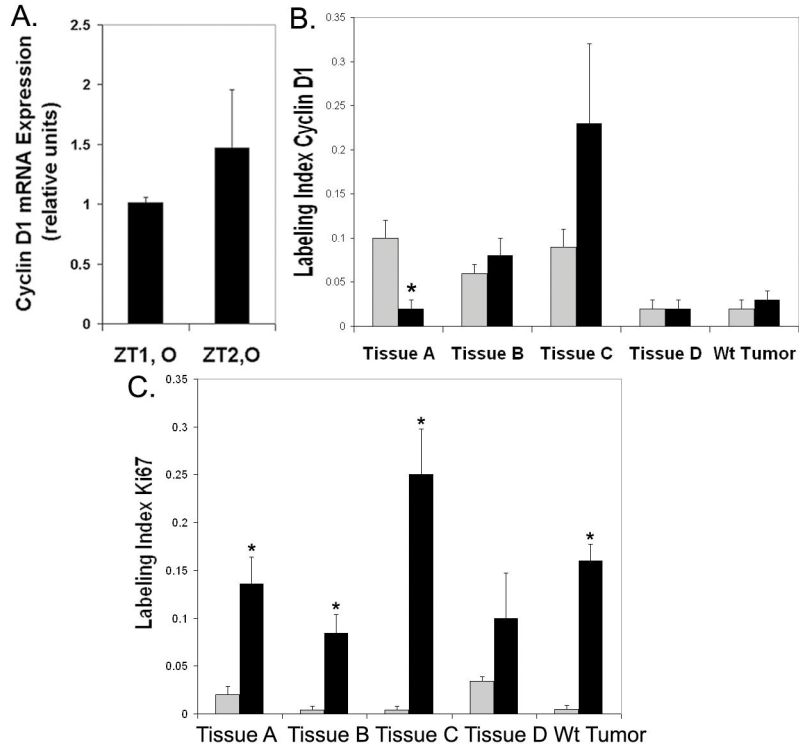 A.
Cyclin D1 mRNA Expression
(relative units)
2.5
2
1.5
1
0.5
0
ZT1, O
ZT2,O
B.
Labeling Index Cyclin D1
0.35
0.3
0.25
0.2
0.15
0.1
0.05
0
*
Tissue A
Tissue B
Tissue C
Tissue D
Wt Tumor
C.
Labeling Index Ki67
0.35
0.3
0.25
0.2
0.15
0.1
0.05
0
*
*
*
*
Tissue A
Tissue B
Tissue C
Tissue D
Wt Tumor